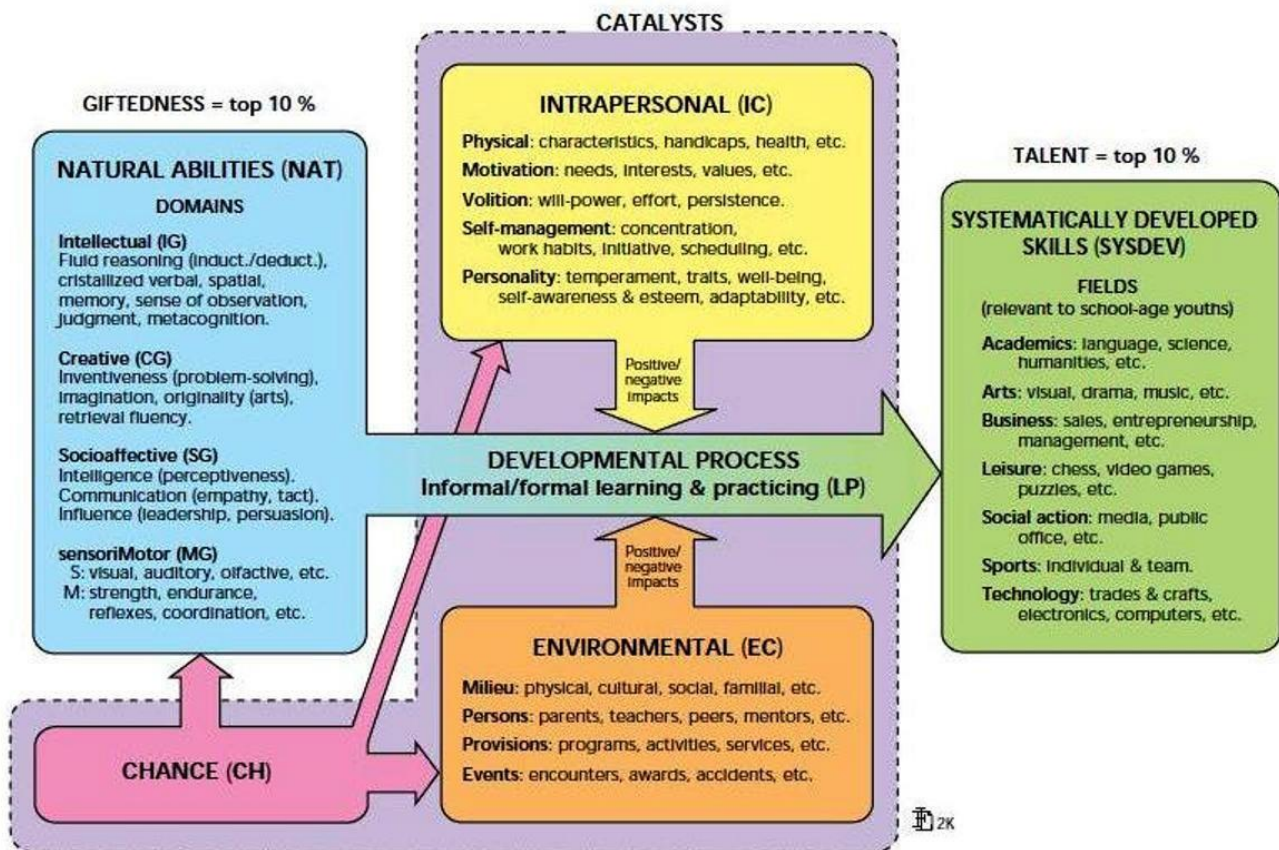 CATALYSTS
GIFTEDNESS = top 10 %
NATURAL ABILITIES (NAT)
DOMAINS
Intellectual (IG)
Fluid reasoning (induct./deduct.),
cristallized verbal, spatial,
memory, sense of observation,
judgment, metacognition.
Creative (CG)
Inventiveness (problem-solving),
imagination, originality (arts),
retrieval fluency.
Socioaffective (SG)
Intelligence (perceptiveness).
Communication (empathy, tact).
Influence (leadership, persuasion).
sensoriMotor (MG)
S: visual, auditory, olfactive, etc.
M: strength, endurance,
reflexes, coordination, etc.
INTRAPERSONAL (IC)
Physical: characteristics, handicaps, health, etc.
Motivation: needs, interests, values, etc.
Volition: will-power, effort, persistence.
Self-management: concentration,
work habits, initiative, scheduling, etc.
Personality: temperament, traits, well-being,
self-awareness & esteem, adaptability, etc.
Positive/
negative
impacts
DEVELOPMENTAL PROCESS
Informal/formal learning & practicing (LP)
Positive/
negative
impacts
ENVIRONMENTAL (EC)
Milieu: physical, cultural, social, familial, etc.
Persons: parents, teachers, peers, mentors, etc.
Provisions: programs, activities, services, etc.
Events: encounters, awards, accidents, etc.
CHANCE (CH)
TALENT = top 10 %
SYSTEMATICALLY DEVELOPED
SKILLS (SYSDEV)
FIELDS
(relevant to school-age youths)
Academics: language, science,
humanities, etc.
Arts: visual, drama, music, etc.
Business: sales, entrepreneurship,
management, etc.
Leisure: chess, video games,
puzzles, etc.
Social action: media, public
office, etc.
Sports: individual & team.
Technology: trades & crafts,
electronics, computers, etc.
2K